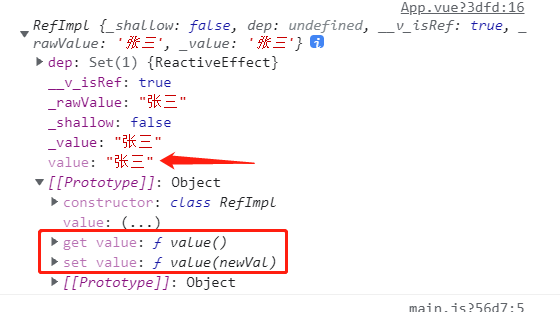 App.vue?3dfd:16
RefImpl {_shallow: false, dep: undefined, __v_isRef: true, _
rawValue: '张三', _value: '张三'} i
dep: Set(1) {ReactiveEffect}
__v_isRef: true
_rawValue: "张三"
_shallow: false
_value: "张三"
value: "张三"
[[Prototype]]: Object
constructor: class RefImpl
value: (...)
get value: ƒ value()
set value: ƒ value(newVal)
[[Prototype]]: Object
main.js?56d7:5